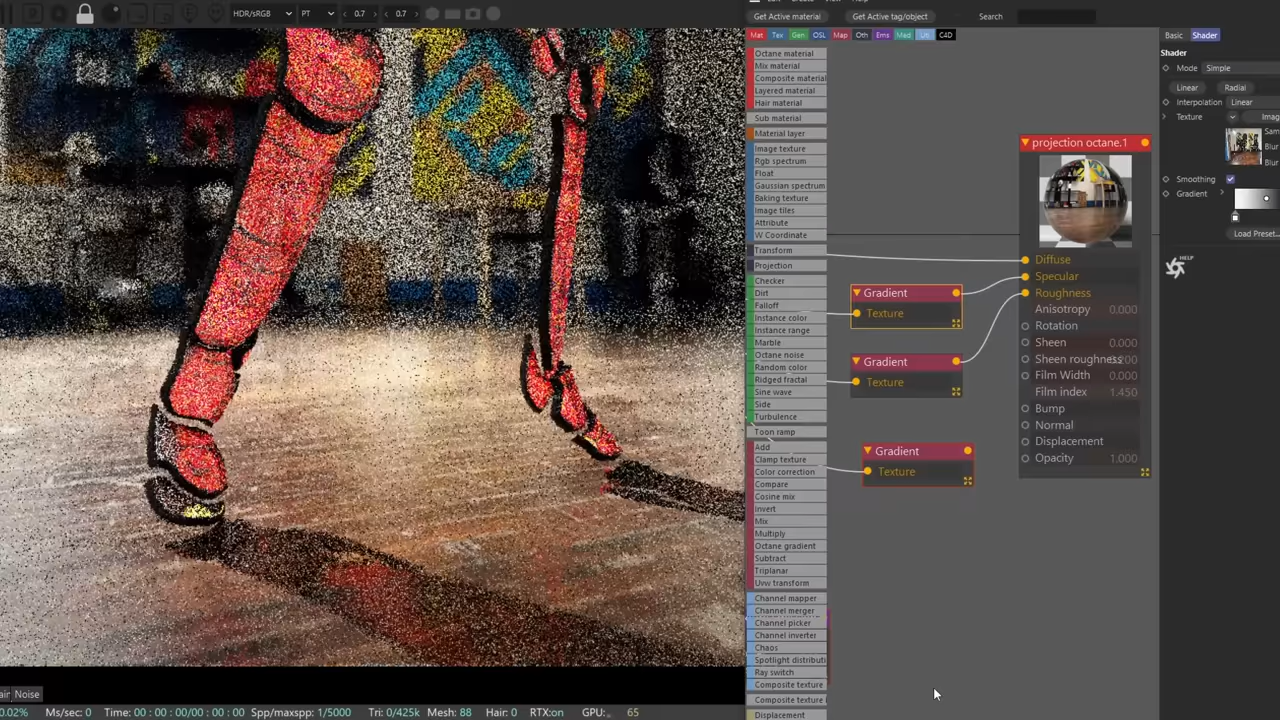 HDR/sRGB
PT
0.7
0.7
Get Active material
Get Active tag/object
Search
Mat
Tex
Gen
OSL
Map
Oth
Ems
Med
C4D
Octane material
Mix material
Composite material
Layered material
Hair material
Sub material
Material layer
Image texture
Rgb spectrum
Float
Gaussian spectrum
Baking texture
Image tiles
Attribute
W Coordinate
Transform
Projection
Checker
Dirt
Falloff
Instance color
Instance range
Marble
Octane noise
Random color
Ridged fractal
Sine wave
Side
Turbulence
Toon ramp
Add
Clamp texture
Color correction
Compare
Cosine mix
Invert
Mix
Multiply
Octane gradient
Subtract
Triplanar
Uvw transform
Channel mapper
Channel merger
Channel picker
Channel inverter
Chaos
Spotlight distributi
Ray switch
Composite texture
Composite texture
Displacement
Gradient
Texture
Gradient
Texture
Gradient
Texture
projection octane.1
Diffuse
Specular
Roughness
Anisotropy 0.000
Rotation
Sheen 0.000
Sheen roughness
Film Width 0.000
Film index 1.450
Bump
Normal
Displacement
Opacity 1.000
Basic
Shader
Shader
Mode Simple
Linear
Radial
Interpolation Linear
Texture
Imag
Sam
Blur
Blur
Smoothing
Gradient
Load Preset...
HELP
air Noise
0.02% Ms/sec: 0 Time: 00 : 00 : 00/00 : 00 : 00 Spp/maxspp: 1/5000 Tri: 0/425k Mesh: 88 Hair: 0 RTX:on GPU: 65